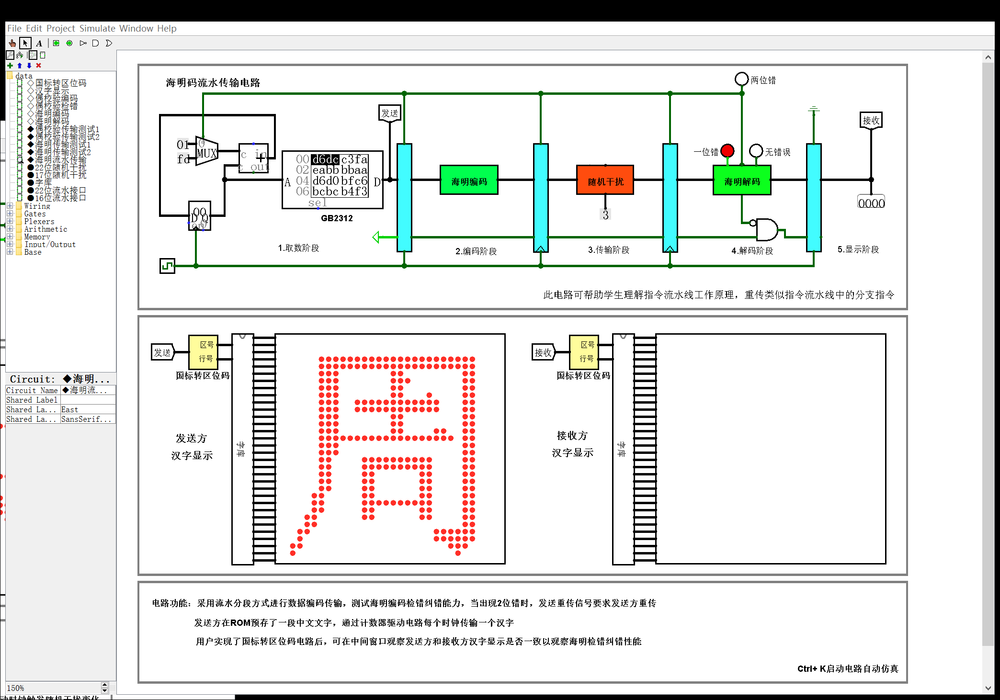 File Edit Project Simulate Window Help
A
data
◇国标转区位码
◇汉字显示
◇偶校验编码
◇偶校验检错
◇海明编码
◇海明解码
◆偶校验传输测试1
◆偶校验传输测试2
◆海明传输测试1
◆海明传输测试2
◆海明流水传输
●22位随机干扰
●17位随机干扰
●字库
●22位流水接口
●16位流水接口
Wiring
Gates
Plexers
Arithmetic
Memory
Input/Output
Base
Circuit: ◆海明...
Circuit Name ◆海明流...
Shared Label
Shared La... East
Shared La... SansSerif...
150%
海明码流水传输电路
两位错
发送
接收
01
fd
0
MUX
c in
+
c out
00 d6dc c3fa
02 eabb bbaa
04 d6d0 bfc6
06 bcbc b4f3
A
D
sel
GB2312
00
D Q
en
海明编码
随机干扰
3
一位错
无错误
海明解码
0000
1.取数阶段
2.编码阶段
3.传输阶段
4.解码阶段
5.显示阶段
此电路可帮助学生理解指令流水线工作原理，重传类似指令流水线中的分支指令
发送
区号
行号
国标转区位码
字库
发送方
汉字显示
接收
区号
行号
国标转区位码
字库
接收方
汉字显示
电路功能：采用流水分段方式进行数据编码传输，测试海明编码检错纠错能力，当出现2位错时，发送重传信号要求发送方重传
发送方在ROM预存了一段中文文字，通过计数器驱动电路每个时钟传输一个汉字
用户实现了国标转区位码电路后，可在中间窗口观察发送方和接收方汉字显示是否一致以观察海明检错纠错性能
Ctrl+ K启动电路自动仿真